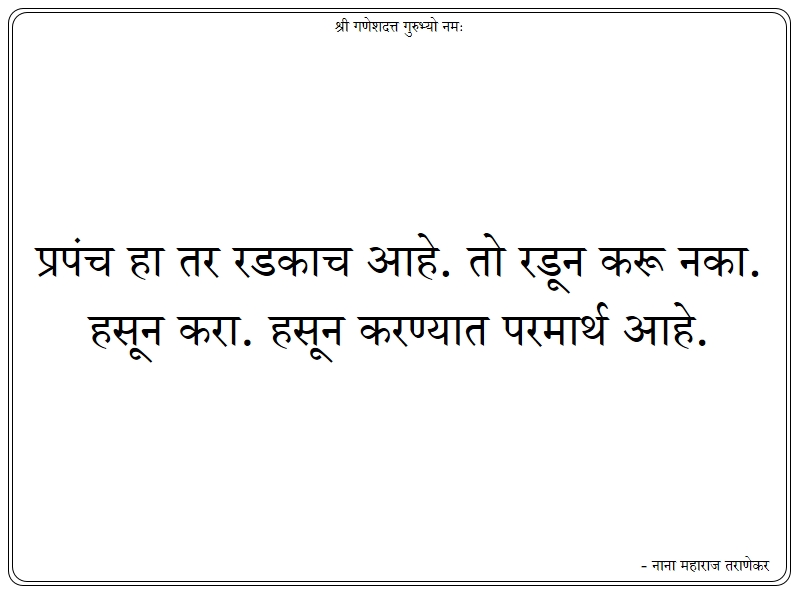 श्री गणेशदत्त गुरुभ्यो नमः
प्रपंच हा तर रडकाच आहे. तो रडून करू नका.
हसून करा. हसून करण्यात परमार्थ आहे.
- नाना महाराज तराणेकर